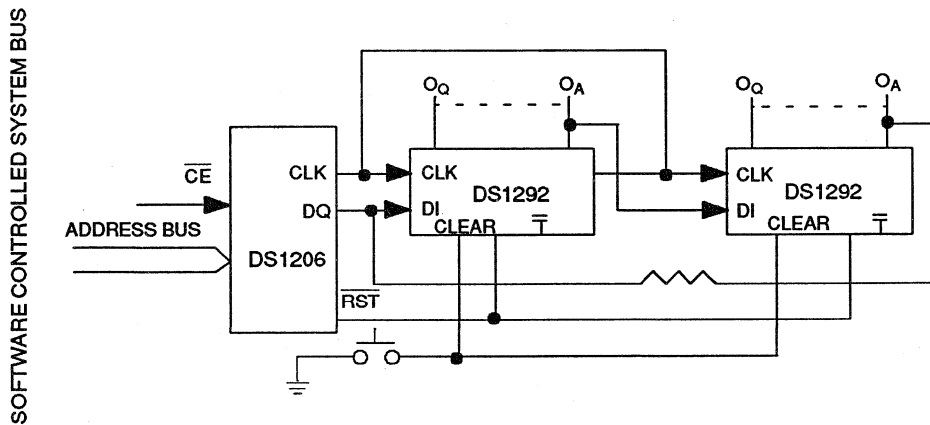 SOFTWARE CONTROLLED SYSTEM BUS
O_Q O_A O_Q O_A
CE
CLK CLK CLK
DS1292 DS1292
DQ DI DI
CLEAR T CLEAR T
ADDRESS BUS
DS1206
RST